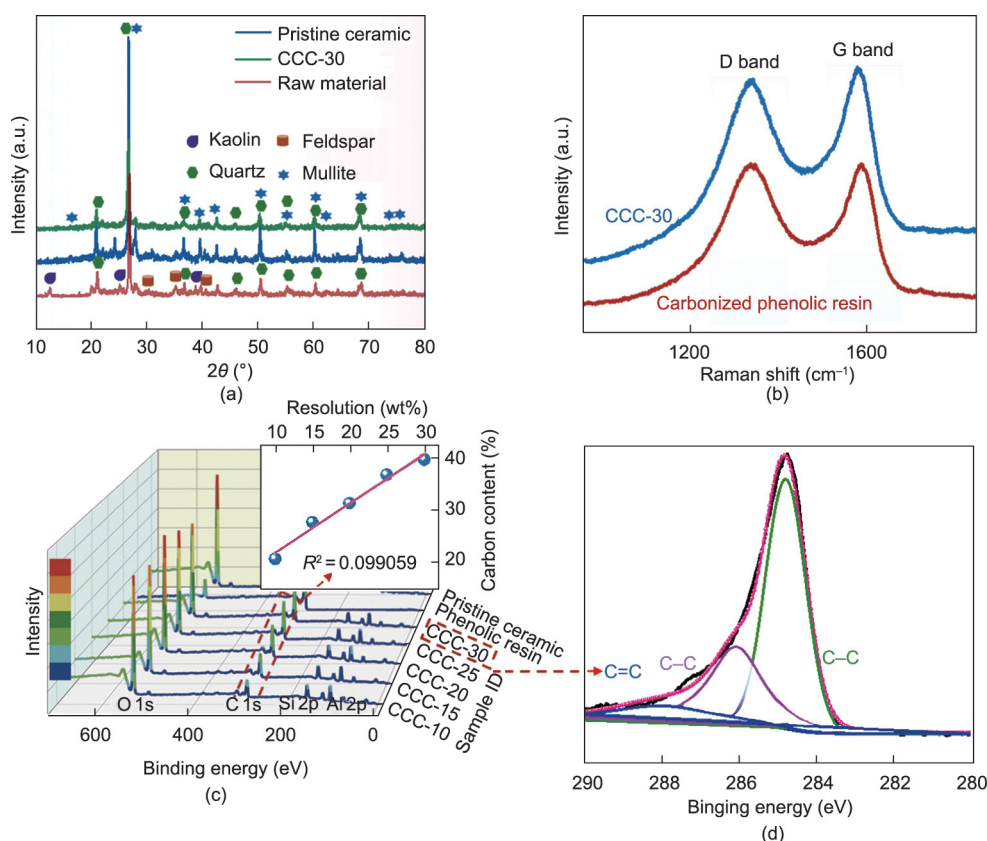 Intensity (a.u.)
Pristine ceramic
CCC-30
Raw material
Kaolin
Feldspar
Quartz
Mullite
10 20 30 40 50 60 70 80
2θ (°)
(a)
Intensity (a.u.)
D band
G band
CCC-30
Carbonized phenolic resin
1200 1600
Raman shift (cm⁻¹)
(b)
Resolution (wt%)
10 15 20 25 30
40
30
20
Carbon content (%)
R² = 0.099059
Intensity
O 1s
C 1s
Si 2p
Al 2p
600 400 200 0
Binding energy (eV)
Pristine ceramic
Phenolic resin
CCC-30
CCC-25
CCC-20
CCC-15
CCC-10
Sample ID
(c)
C=C
C–C
C–C
290 288 286 284 282 280
Binging energy (eV)
(d)